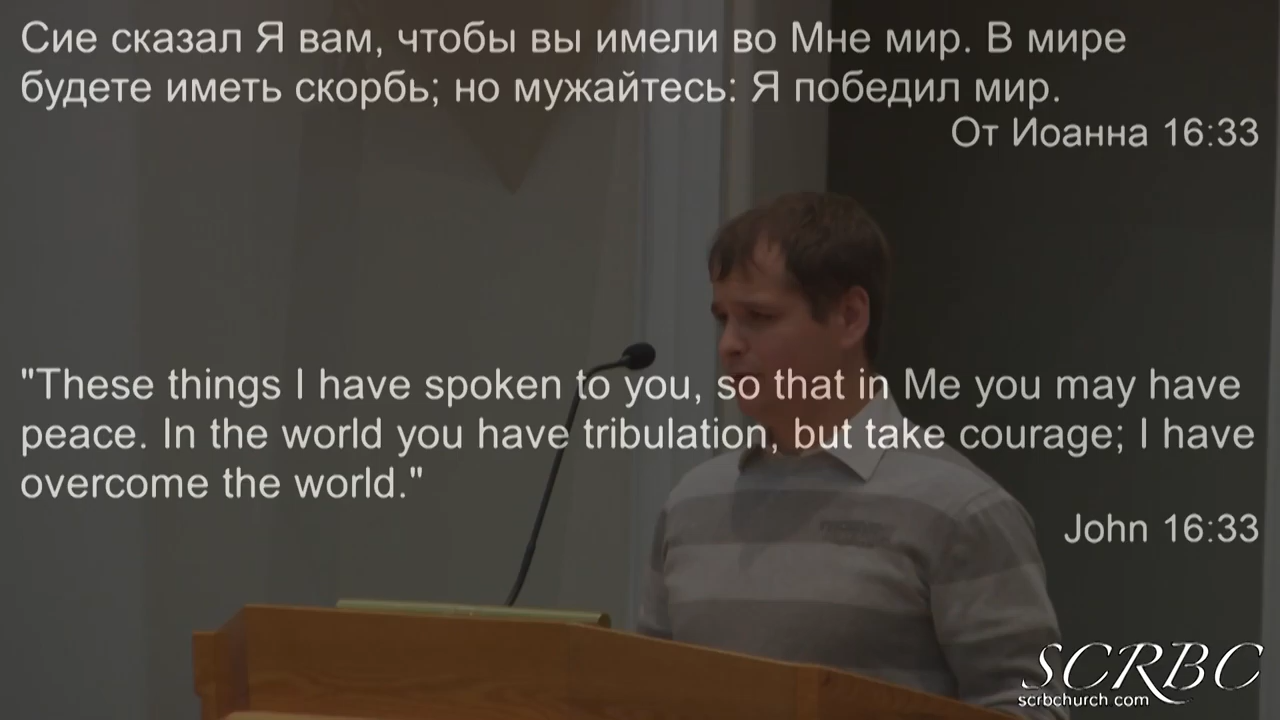 Сие сказал Я вам, чтобы вы имели во Мне мир. В мире
будете иметь скорбь; но мужайтесь: Я победил мир.
От Иоанна 16:33
"These things I have spoken to you, so that in Me you may have
peace. In the world you have tribulation, but take courage; I have
overcome the world."
John 16:33
SCRBC
scrbchurch.com